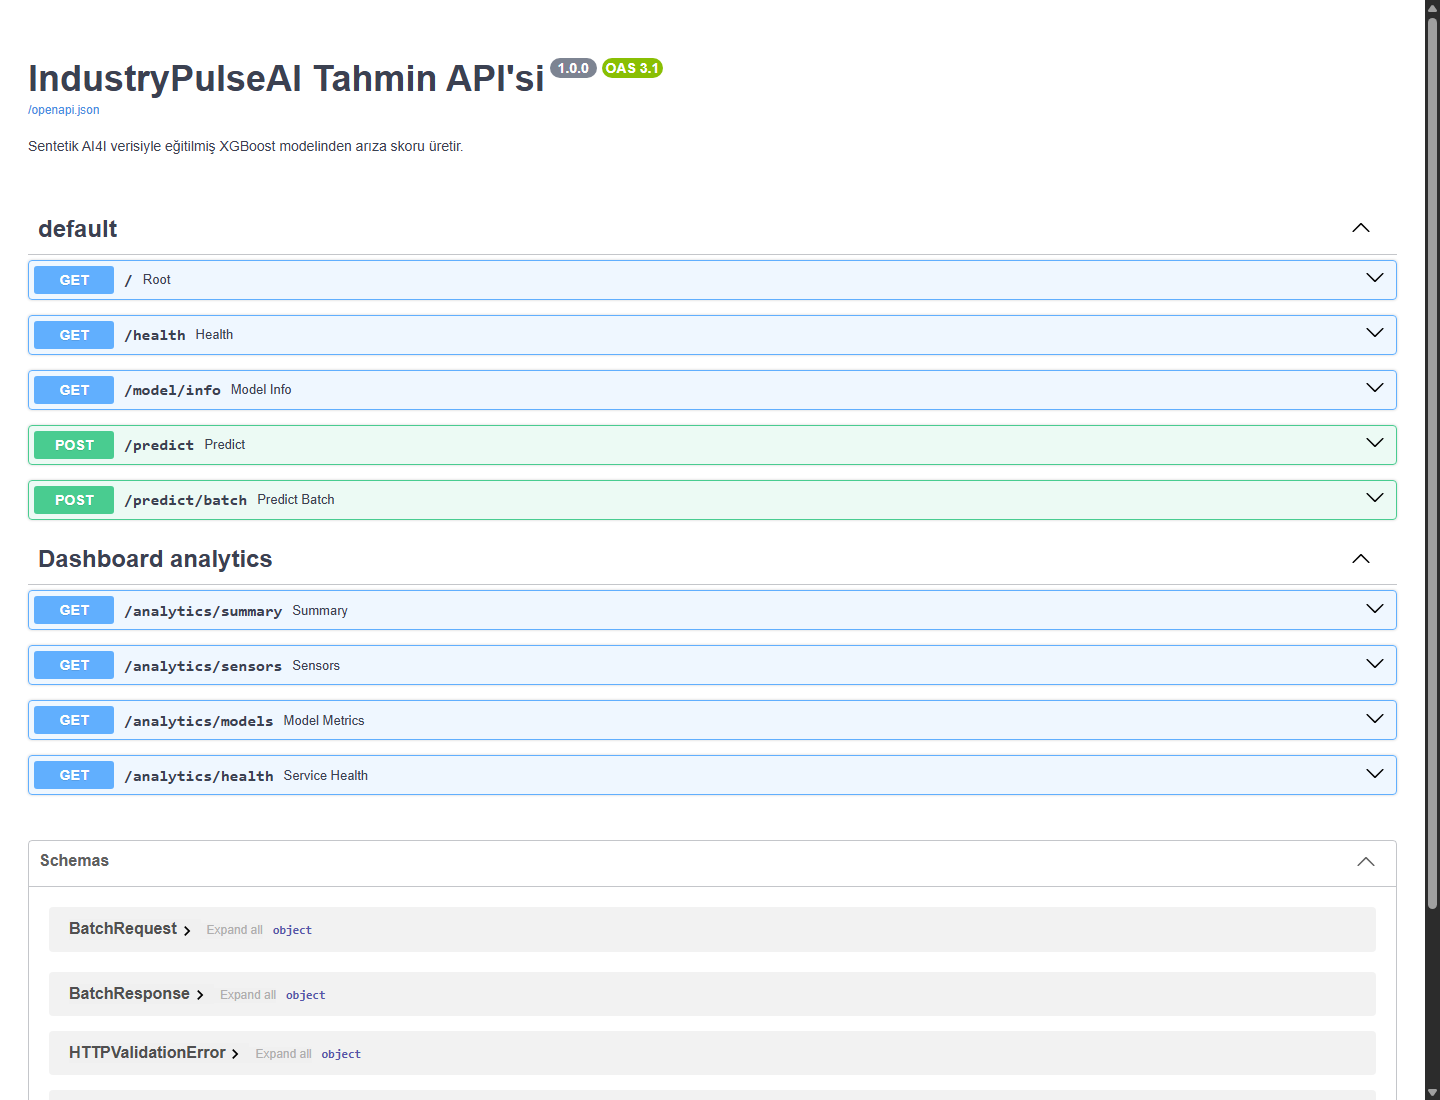 IndustryPulseAI Tahmin API'si 1.0.0 OAS 3.1
/openapi.json
Sentetik AI4I verisiyle eğitilmiş XGBoost modelinden arıza skoru üretir.
default
GET / Root
GET /health Health
GET /model/info Model Info
POST /predict Predict
POST /predict/batch Predict Batch
Dashboard analytics
GET /analytics/summary Summary
GET /analytics/sensors Sensors
GET /analytics/models Model Metrics
GET /analytics/health Service Health
Schemas
BatchRequest Expand all object
BatchResponse Expand all object
HTTPValidationError Expand all object